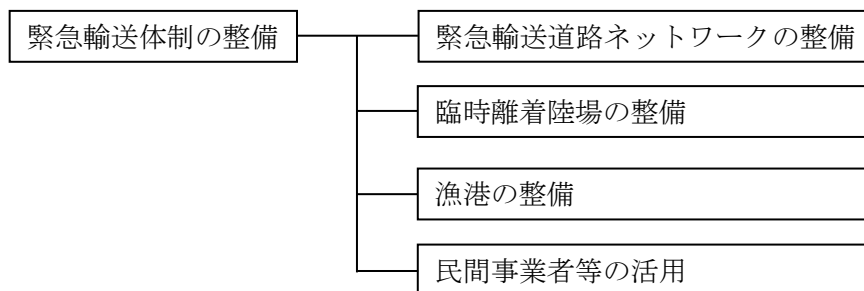 緊急輸送体制の整備
緊急輸送道路ネットワークの整備
臨時離着陸場の整備
漁港の整備
民間事業者等の活用